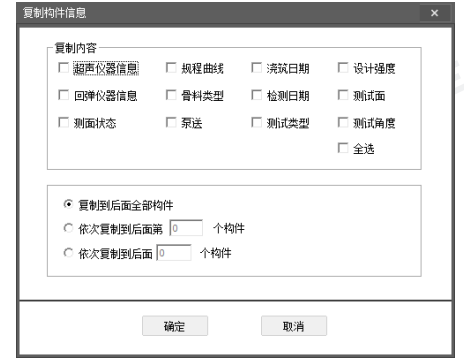 复制构件信息 ×
复制内容
超声仪器信息 规程曲线 浇筑日期 设计强度
回弹仪器信息 骨料类型 检测日期 测试面
测面状态 泵送 测试类型 测试角度
全选
复制到后面全部构件
依次复制到后面第 0 个构件
依次复制到后面 0 个构件
确定 取消